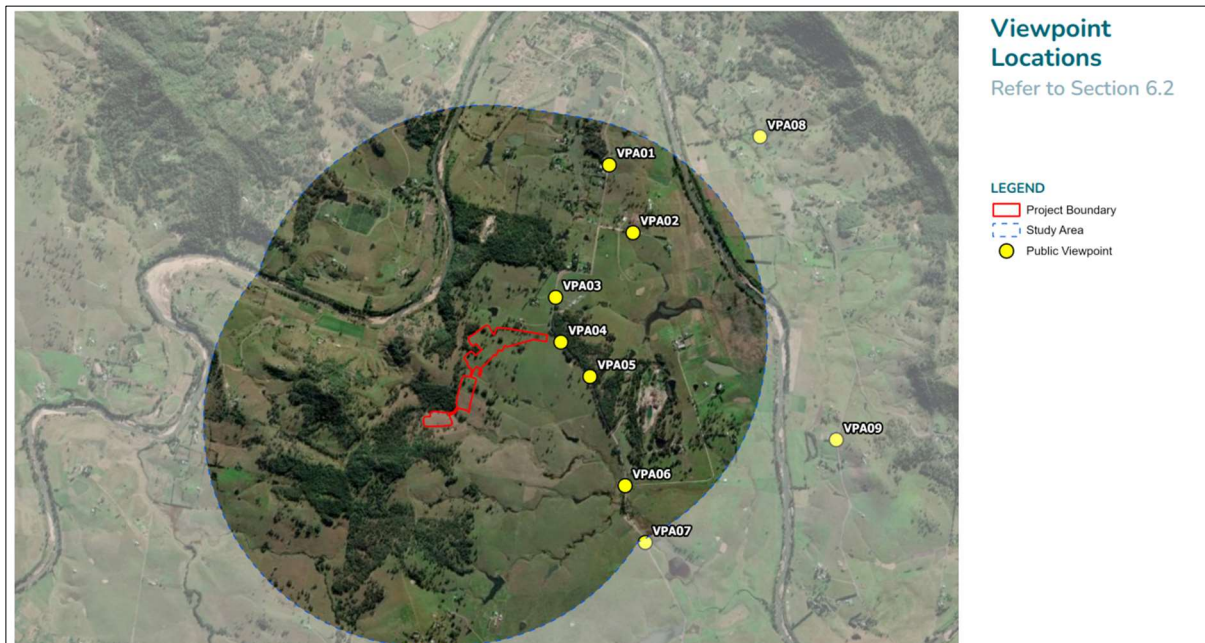 Viewpoint
Locations
Refer to Section 6.2
LEGEND
Project Boundary
Study Area
Public Viewpoint
VPA08
VPA01
VPA02
VPA03
VPA04
VPA05
VPA09
VPA06
VPA07